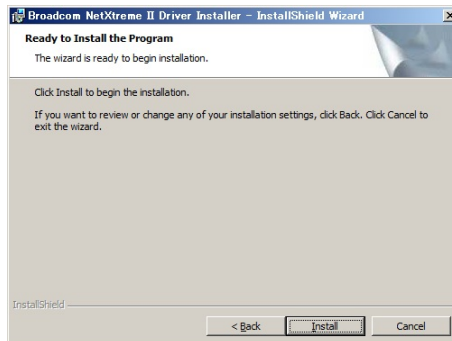 Broadcom NetXtreme II Driver Installer - InstallShield Wizard
Ready to Install the Program
The wizard is ready to begin installation.
Click Install to begin the installation.
If you want to review or change any of your installation settings, click Back. Click Cancel to
exit the wizard.
InstallShield
< Back
Install
Cancel